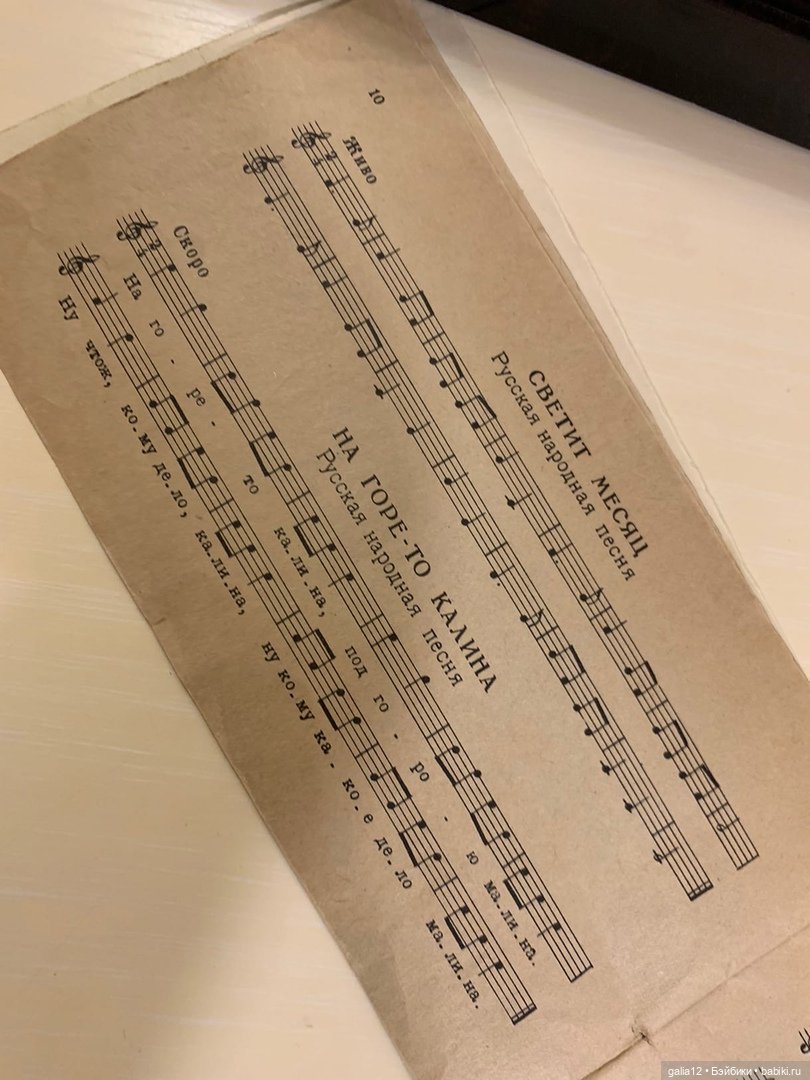 10
СВЕТИТ МЕСЯЦ
Русская народная песня
Живо
НА ГОРЕ-ТО КАЛИНА
Русская народная песня
Скоро
На го - ре - то ка.ли.на, под го - ро - ю ма.ли.на.
Ну чтож, ко.му де.ло, ка.ли.на, ну ко.му ка - ко.е де.ло ма.ли.на.
galia12 • Бэйбики • babiki.ru